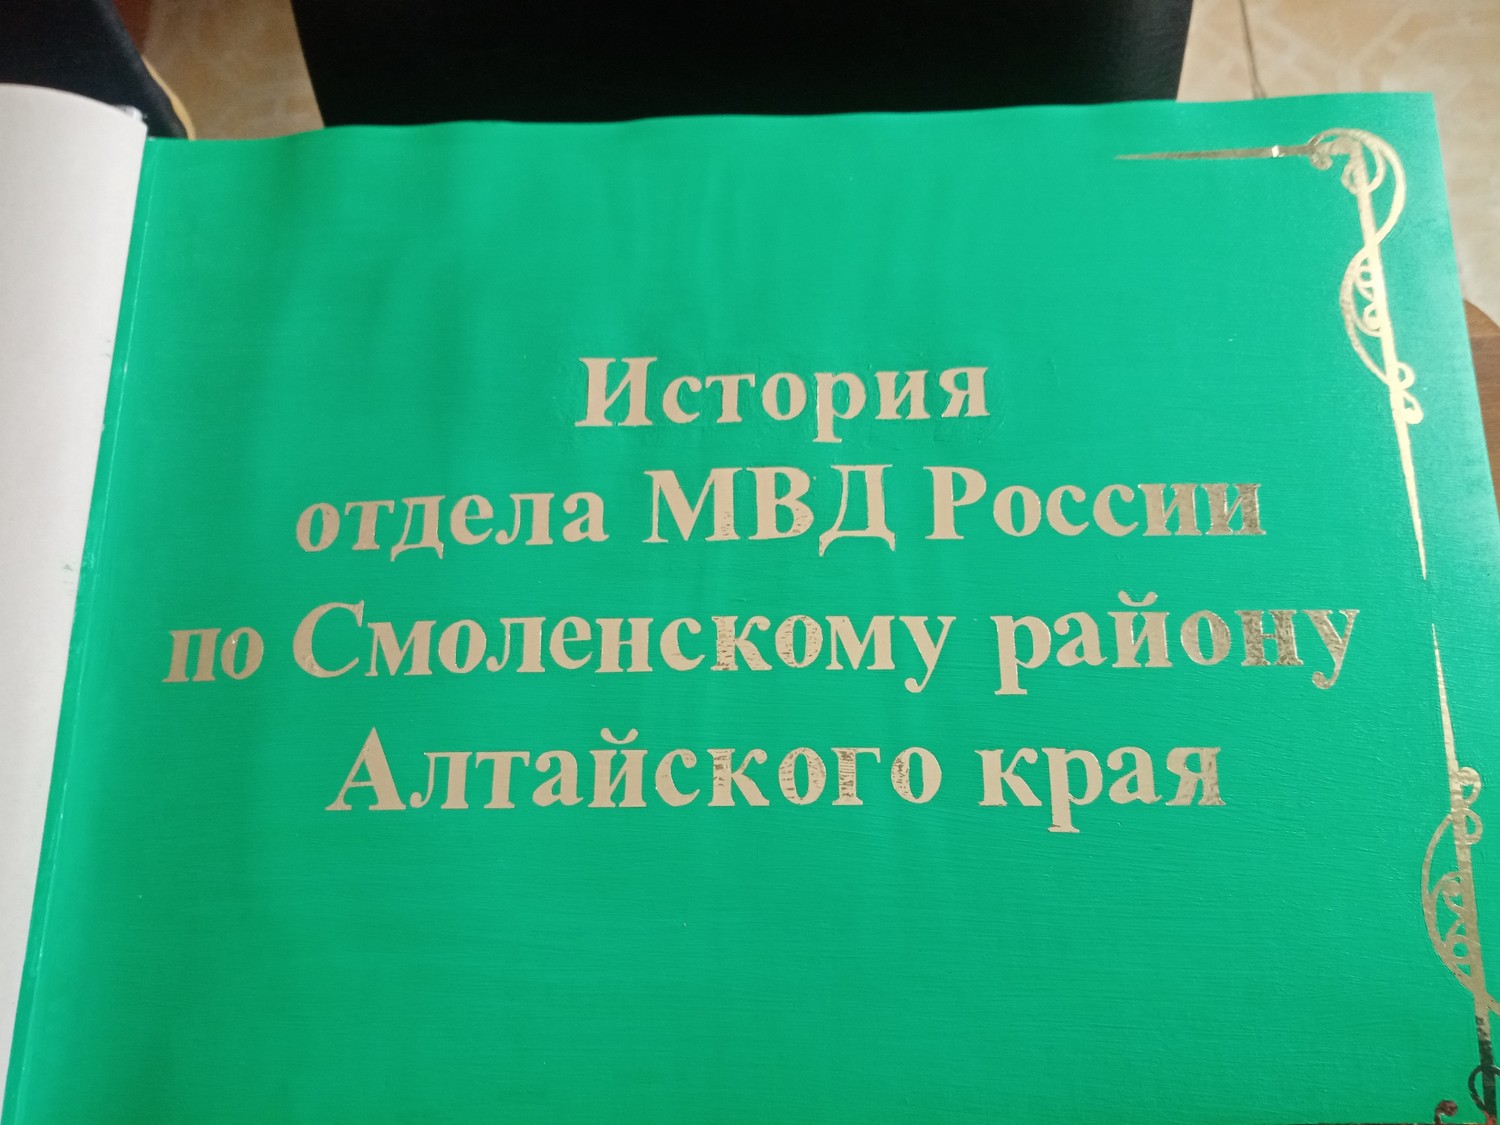 История
отдела МВД России
по Смоленскому району
Алтайского края